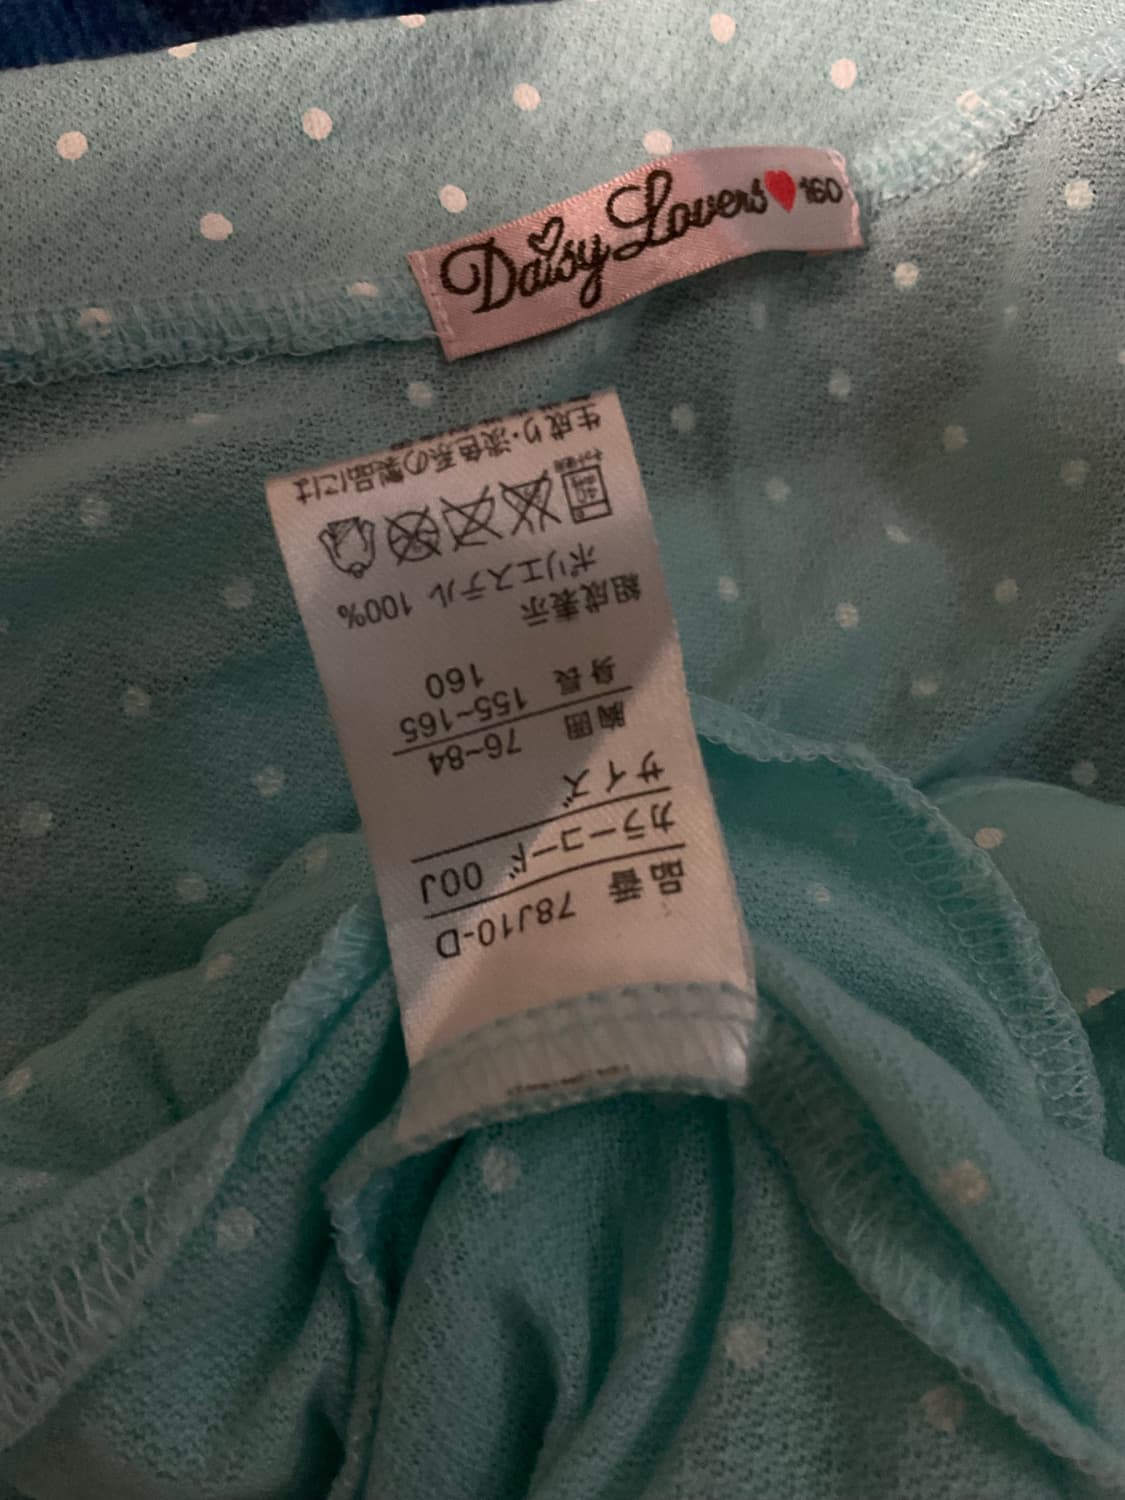 Daisy Lovers 160
品番 78J10-D
カラーコード 00J
サイズ
胸囲 76~84
身長 155~165
160
組成表示
ポリエステル 100%
生成り・淡色系の製品には